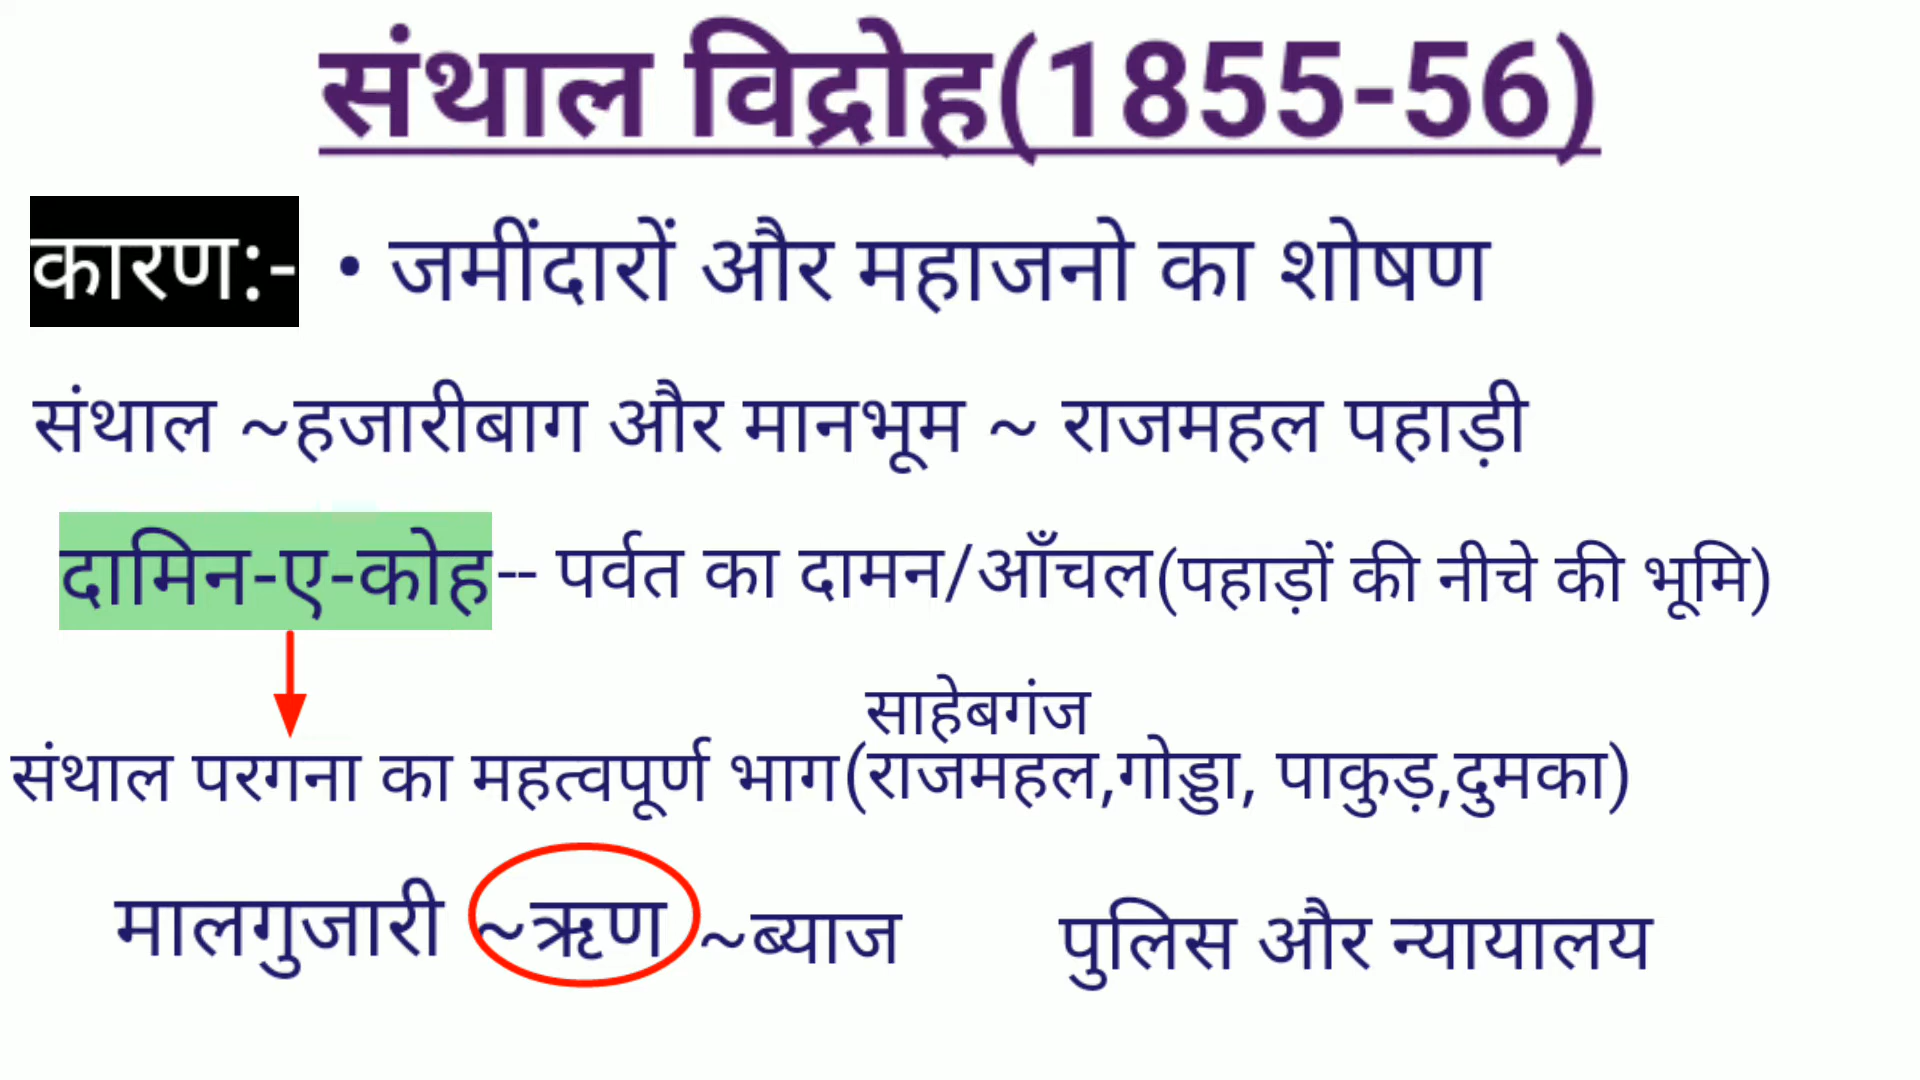 संथाल विद्रोह(1855-56)
कारण:- • जमींदारों और महाजनो का शोषण
संथाल ~हजारीबाग और मानभूम ~ राजमहल पहाड़ी
दामिन-ए-कोह -- पर्वत का दामन/आँचल(पहाड़ों की नीचे की भूमि)
साहेबगंज
संथाल परगना का महत्वपूर्ण भाग(राजमहल,गोड्डा, पाकुड़,दुमका)
मालगुजारी ~ऋण ~ब्याज पुलिस और न्यायालय